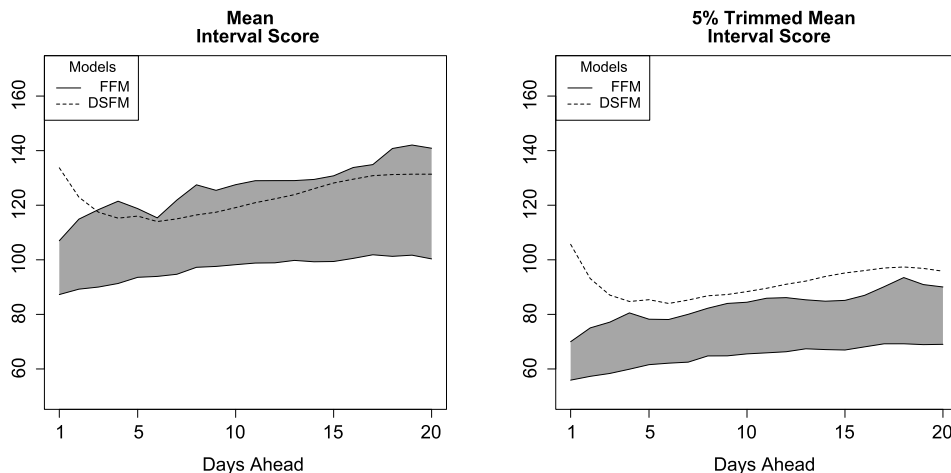 Mean
Interval Score
Models
FFM
DSFM
160
140
120
100
80
60
1 5 10 15 20
Days Ahead
5% Trimmed Mean
Interval Score
Models
FFM
DSFM
160
140
120
100
80
60
1 5 10 15 20
Days Ahead